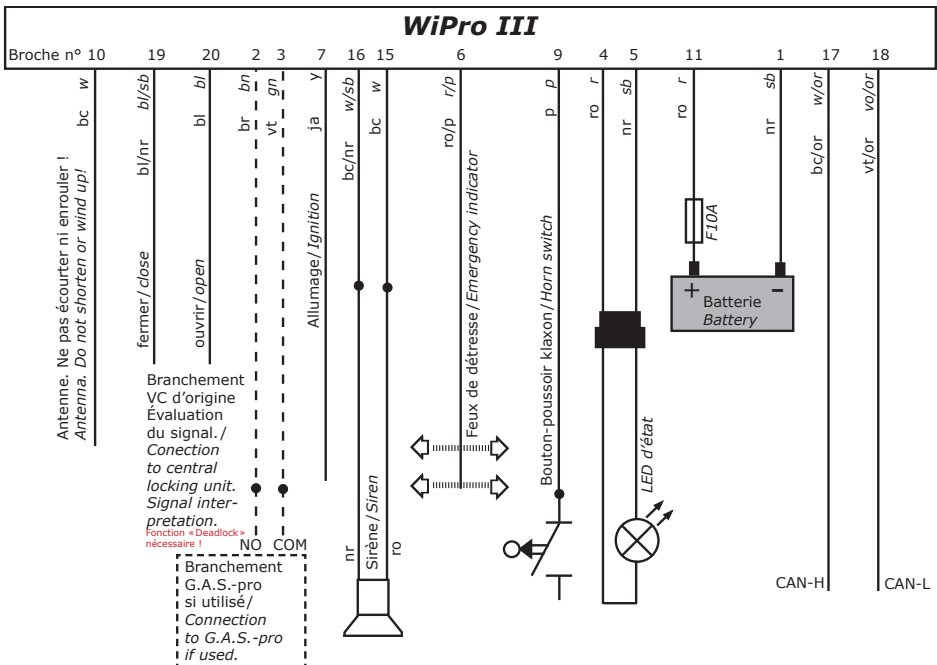 WiPro III
Broche n° 10 19 20 2 3 7 16 15 6 9 4 5 11 1 17 18
w bl/sb bl bn gn y w/sb w r/p p r sb r sb w/or vo/or
bc bl/nr bl br vt ja bc/nr bc ro/p p ro nr ro nr bc/or vt/or
Antenne. Ne pas écourter ni enrouler !
Antenna. Do not shorten or wind up!
fermer/close
ouvrir/open
Allumage/Ignition
Feux de détresse/Emergency indicator
Bouton-poussoir klaxon/Horn switch
F10A
+ −
Batterie
Battery
LED d'état
Branchement
VC d'origine
Évaluation
du signal./
Conection
to central
locking unit.
Signal inter-
pretation.
Fonction «Deadlock»
nécessaire !
NO COM
nr Sirène/Siren ro
Branchement
G.A.S.-pro
si utilisé/
Connection
to G.A.S.-pro
if used.
CAN-H CAN-L